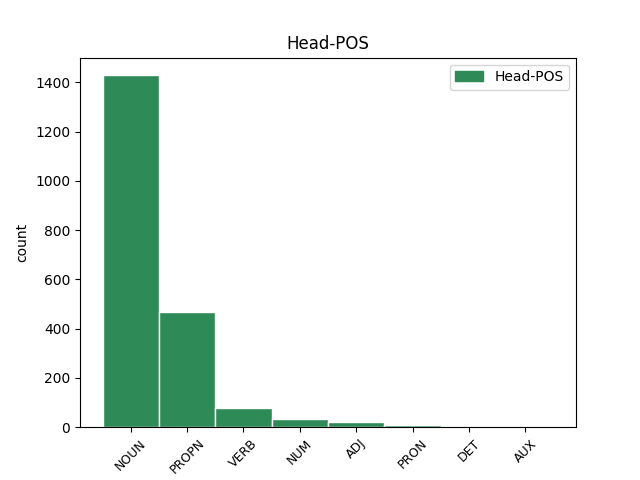 Head-POS
Head-POS
count
1400
1200
1000
800
600
400
200
0
NOUN
PROPN
VERB
NUM
ADJ
PRON
DET
AUX